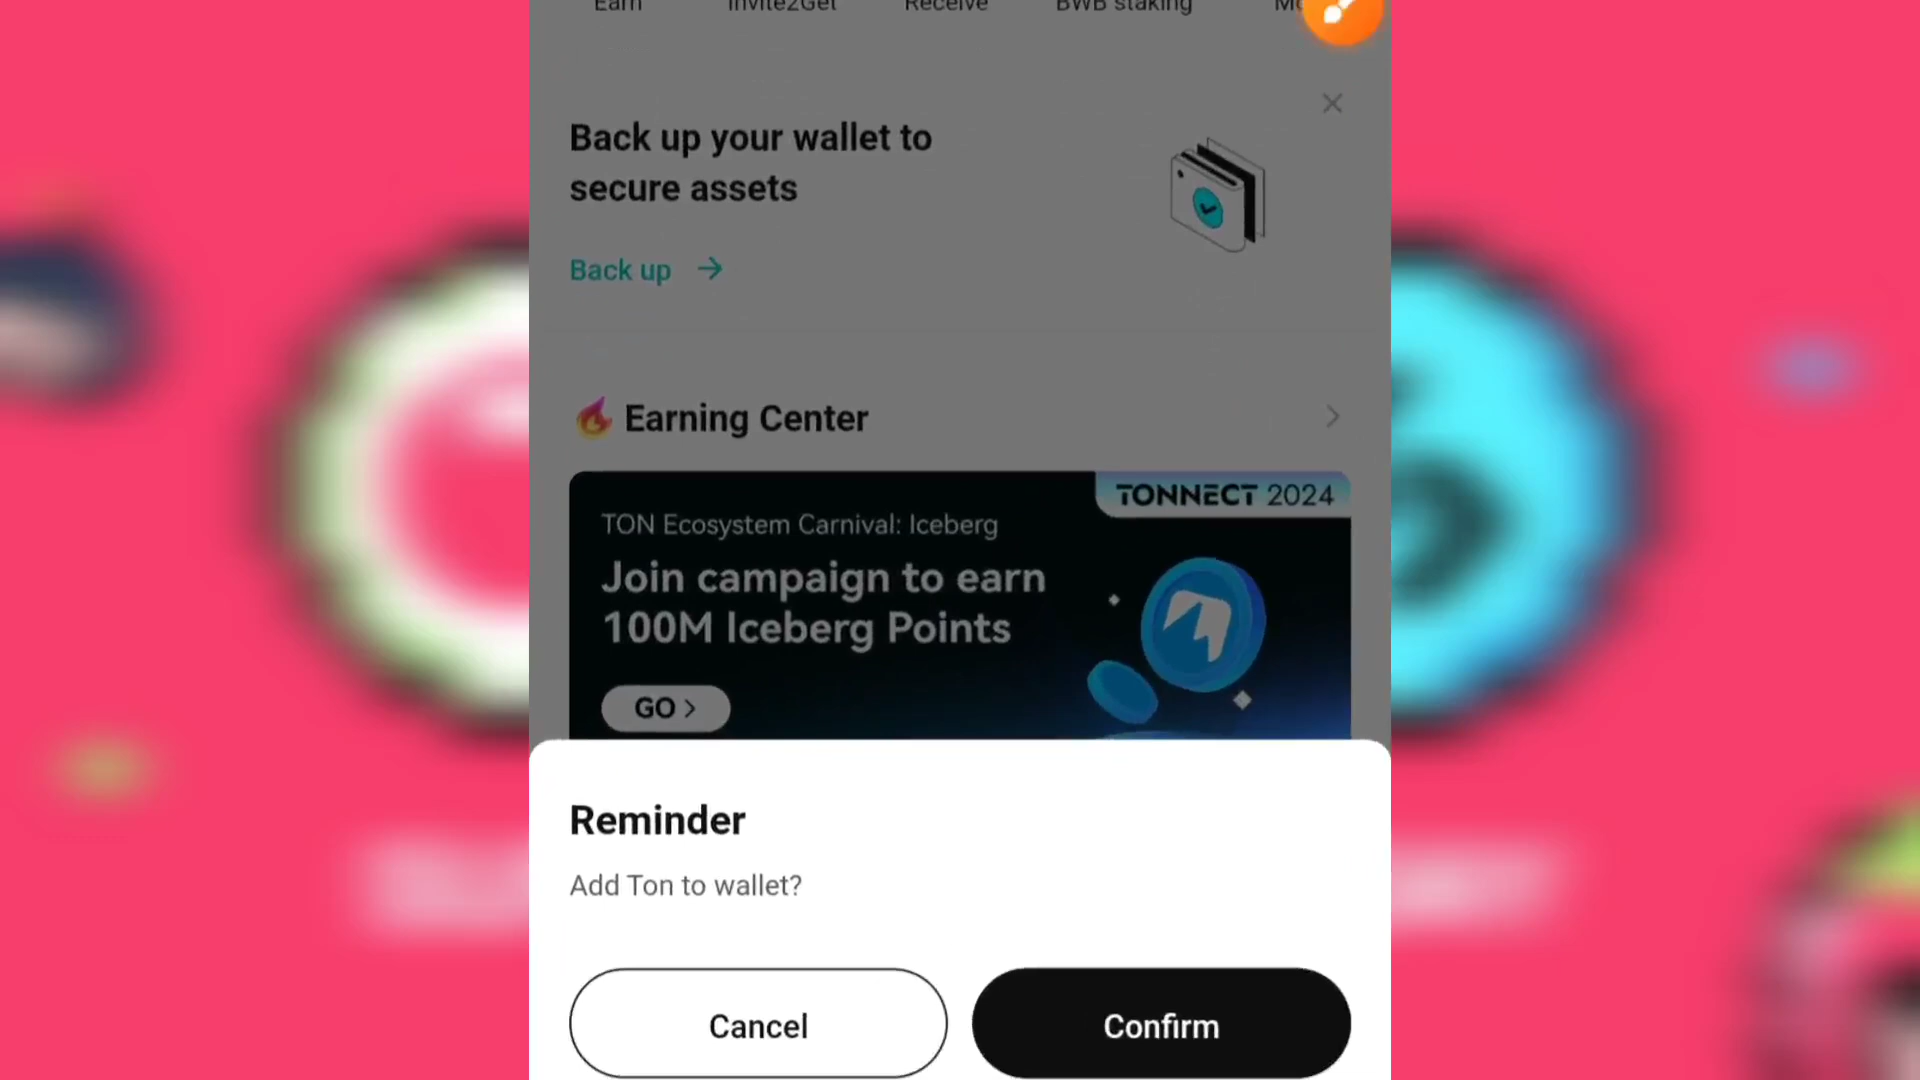 Earn Invite2Get Receive BWB staking
Back up your wallet to
secure assets
Back up
Earning Center
TONNECT 2024
TON Ecosystem Carnival: Iceberg
Join campaign to earn
100M Iceberg Points
GO >
Reminder
Add Ton to wallet?
Cancel
Confirm